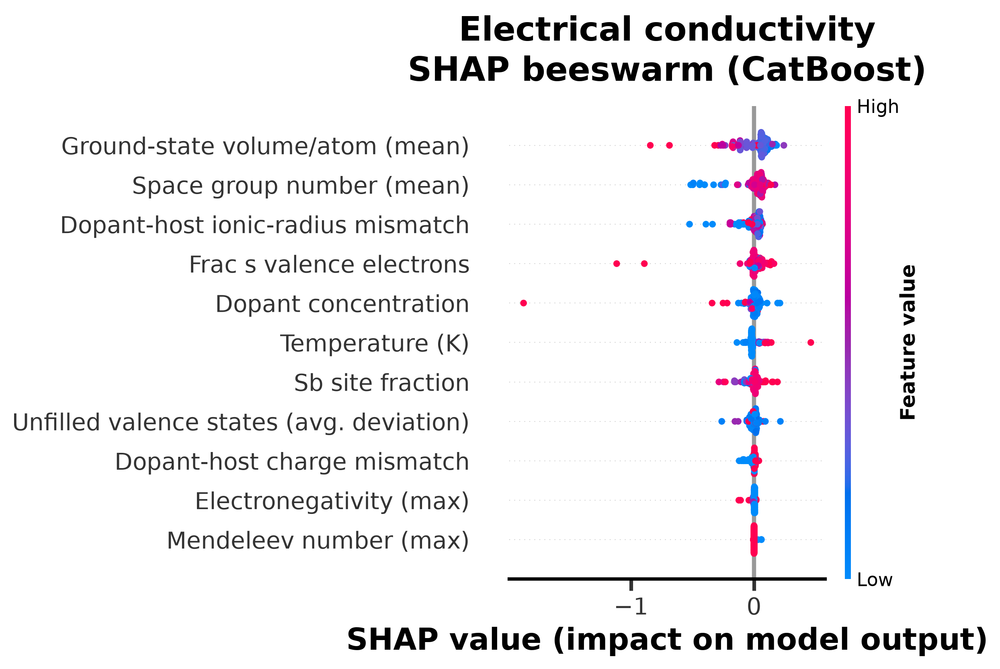 Electrical conductivity
SHAP beeswarm (CatBoost)
High
Ground-state volume/atom (mean)
Space group number (mean)
Dopant-host ionic-radius mismatch
Frac s valence electrons
Dopant concentration
Temperature (K)
Sb site fraction
Unfilled valence states (avg. deviation)
Dopant-host charge mismatch
Electronegativity (max)
Mendeleev number (max)
Feature value
Low
−1 0
SHAP value (impact on model output)